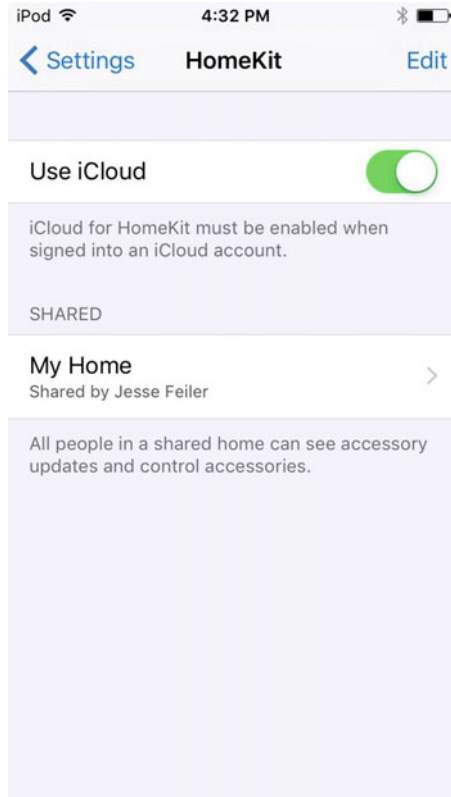 iPod 4:32 PM
Settings HomeKit Edit
Use iCloud
iCloud for HomeKit must be enabled when
signed into an iCloud account.
SHARED
My Home
Shared by Jesse Feiler
All people in a shared home can see accessory
updates and control accessories.